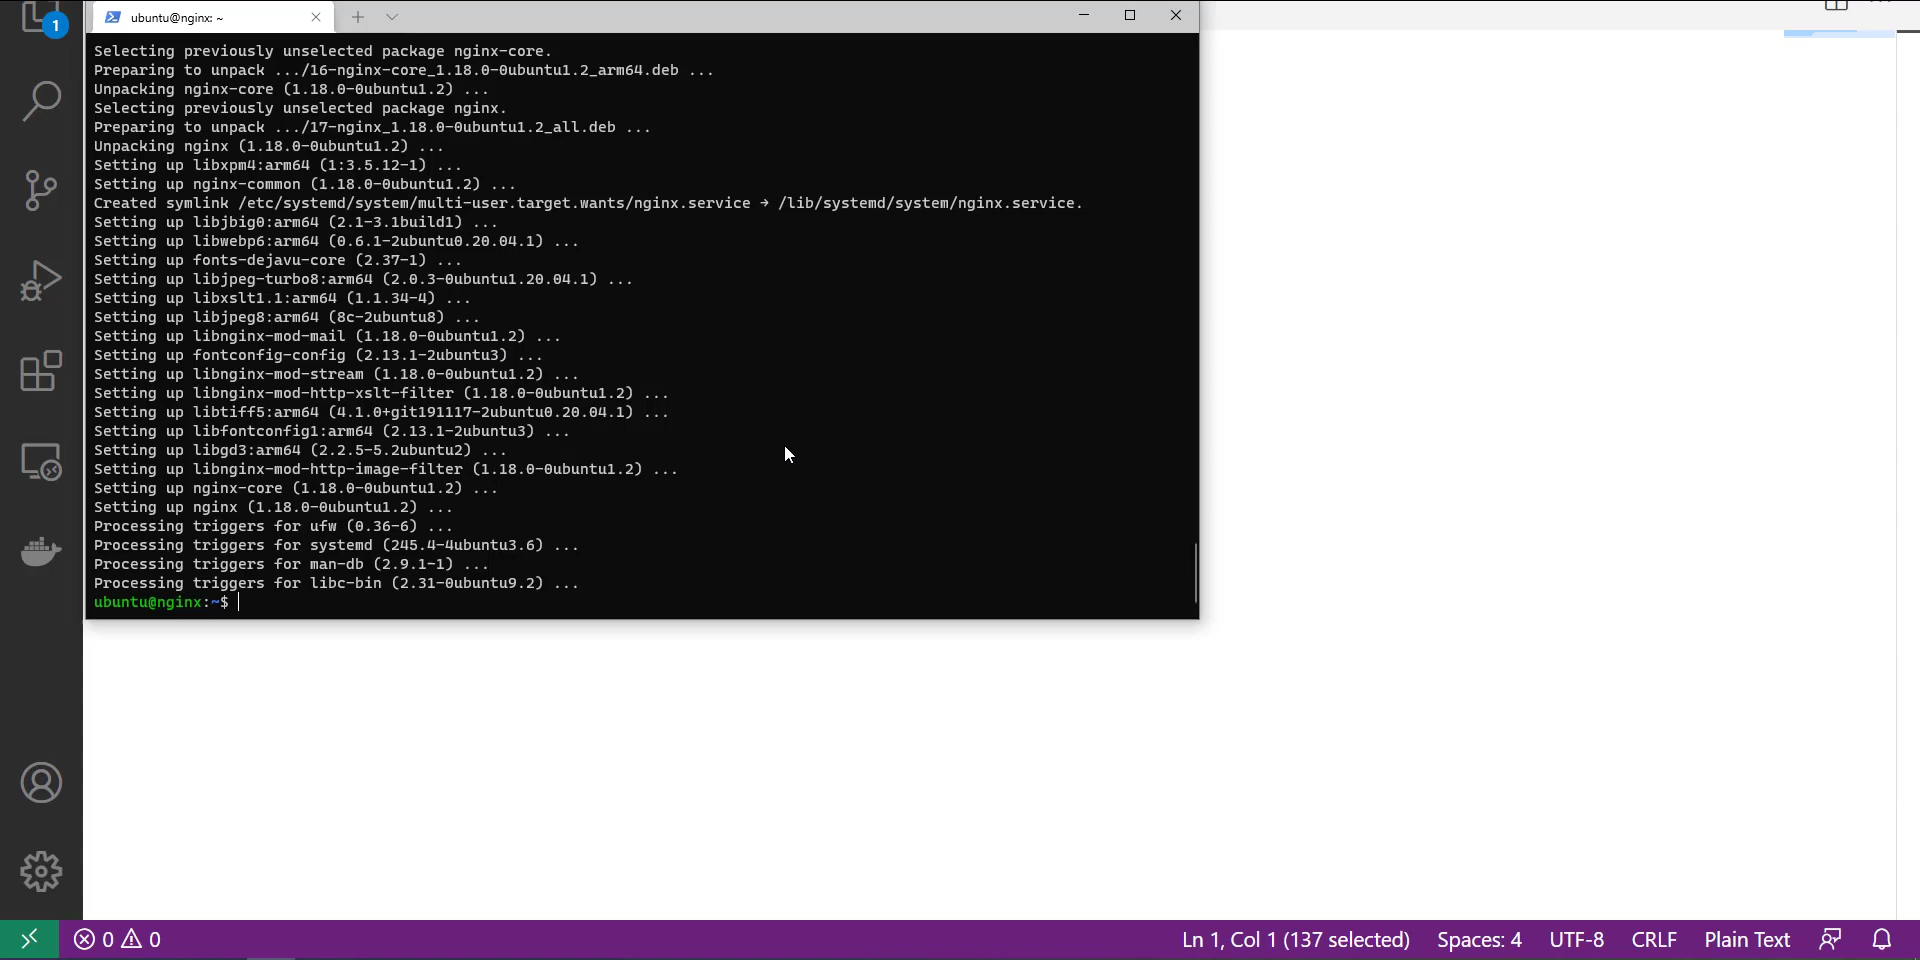 1
ubuntu@nginx: ~
Selecting previously unselected package nginx-core.
Preparing to unpack .../16-nginx-core_1.18.0-0ubuntu1.2_arm64.deb ...
Unpacking nginx-core (1.18.0-0ubuntu1.2) ...
Selecting previously unselected package nginx.
Preparing to unpack .../17-nginx_1.18.0-0ubuntu1.2_all.deb ...
Unpacking nginx (1.18.0-0ubuntu1.2) ...
Setting up libxpm4:arm64 (1:3.5.12-1) ...
Setting up nginx-common (1.18.0-0ubuntu1.2) ...
Created symlink /etc/systemd/system/multi-user.target.wants/nginx.service → /lib/systemd/system/nginx.service.
Setting up libjbig0:arm64 (2.1-3.1build1) ...
Setting up libwebp6:arm64 (0.6.1-2ubuntu0.20.04.1) ...
Setting up fonts-dejavu-core (2.37-1) ...
Setting up libjpeg-turbo8:arm64 (2.0.3-0ubuntu1.20.04.1) ...
Setting up libxslt1.1:arm64 (1.1.34-4) ...
Setting up libjpeg8:arm64 (8c-2ubuntu8) ...
Setting up libnginx-mod-mail (1.18.0-0ubuntu1.2) ...
Setting up fontconfig-config (2.13.1-2ubuntu3) ...
Setting up libnginx-mod-stream (1.18.0-0ubuntu1.2) ...
Setting up libnginx-mod-http-xslt-filter (1.18.0-0ubuntu1.2) ...
Setting up libtiff5:arm64 (4.1.0+git191117-2ubuntu0.20.04.1) ...
Setting up libfontconfig1:arm64 (2.13.1-2ubuntu3) ...
Setting up libgd3:arm64 (2.2.5-5.2ubuntu2) ...
Setting up libnginx-mod-http-image-filter (1.18.0-0ubuntu1.2) ...
Setting up nginx-core (1.18.0-0ubuntu1.2) ...
Setting up nginx (1.18.0-0ubuntu1.2) ...
Processing triggers for ufw (0.36-6) ...
Processing triggers for systemd (245.4-4ubuntu3.6) ...
Processing triggers for man-db (2.9.1-1) ...
Processing triggers for libc-bin (2.31-0ubuntu9.2) ...
ubuntu@nginx:~$
0 0 Ln 1, Col 1 (137 selected) Spaces: 4 UTF-8 CRLF Plain Text